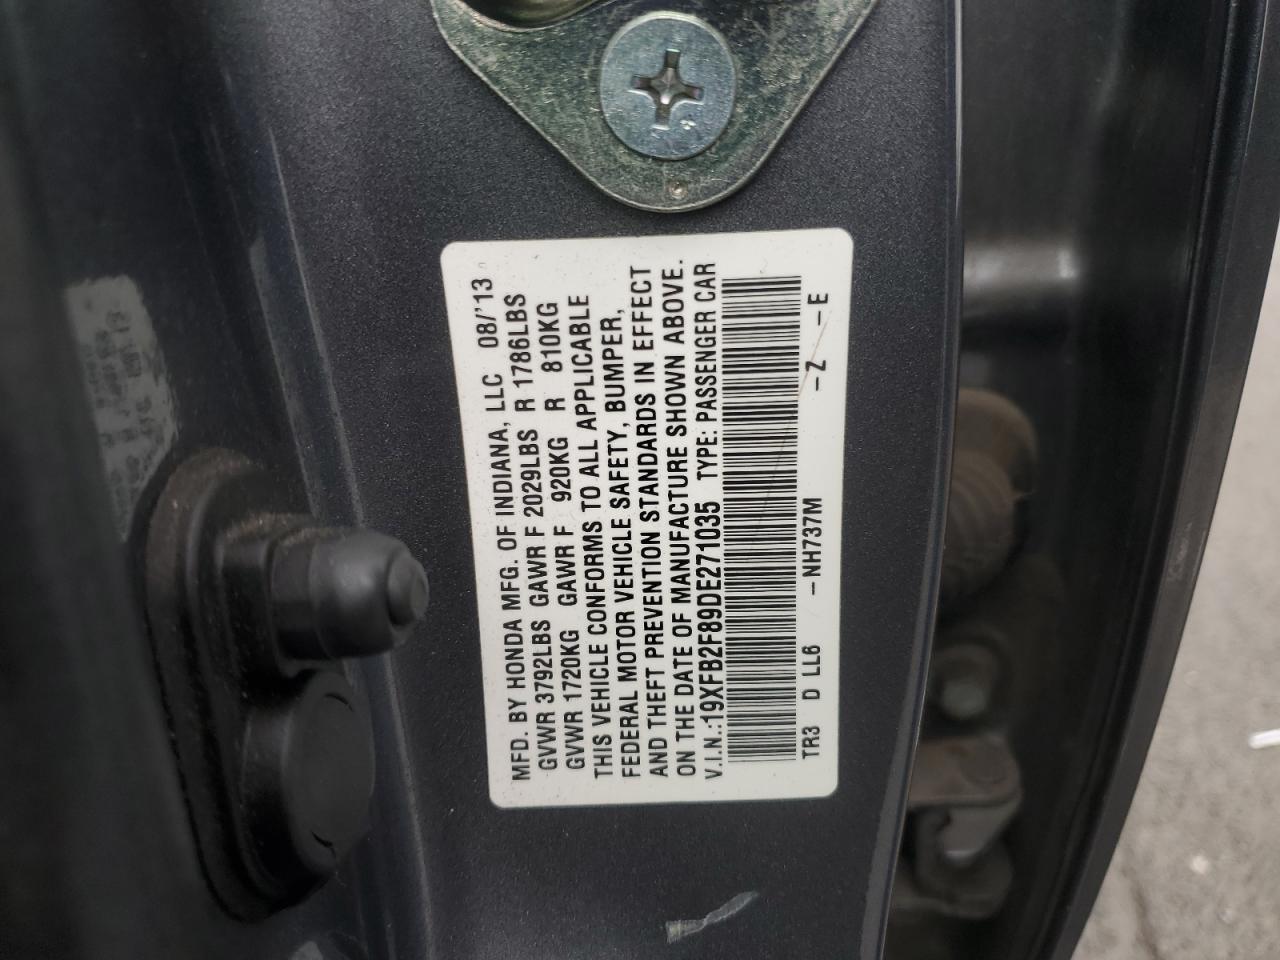 MFD. BY HONDA MFG. OF INDIANA, LLC 08/'13
GVWR 3792LBS GAWR F 2029LBS R 1786LBS
GVWR 1720KG GAWR F 920KG R 810KG
THIS VEHICLE CONFORMS TO ALL APPLICABLE
FEDERAL MOTOR VEHICLE SAFETY, BUMPER,
AND THEFT PREVENTION STANDARDS IN EFFECT
ON THE DATE OF MANUFACTURE SHOWN ABOVE.
V.I.N.:19XFB2F89DE271035 TYPE: PASSENGER CAR
TR3 D LL6 – NH737M – Z – E